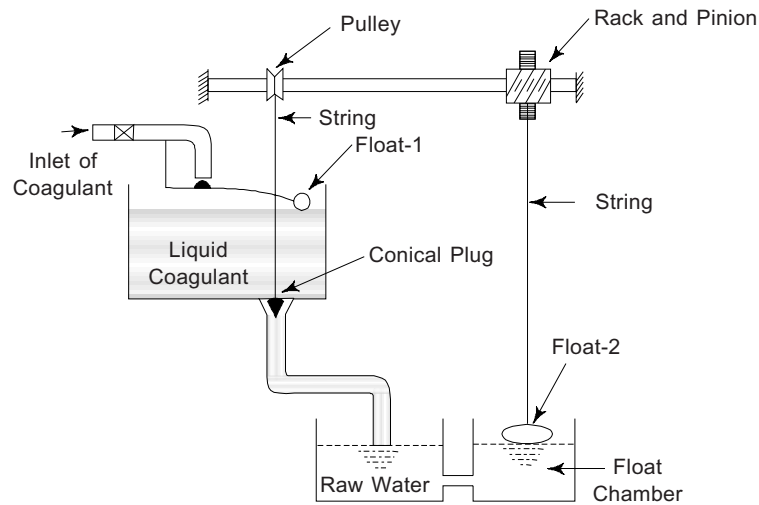 Rack and Pinion
Pulley
String
Float-1
Inlet of
Coagulant
String
Liquid
Coagulant
Conical Plug
Float-2
Raw Water
Float
Chamber